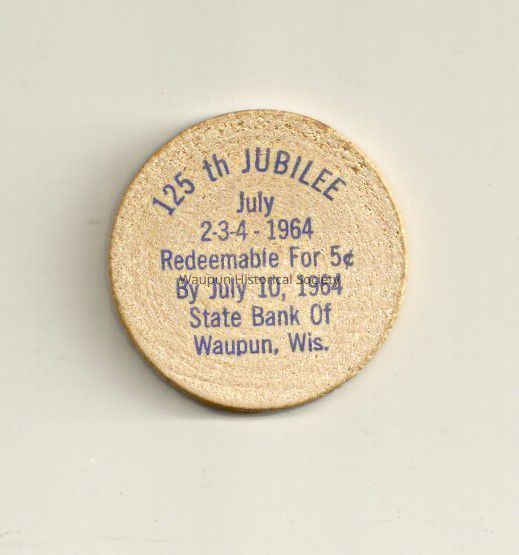 125 th JUBILEE
July
2-3-4 - 1964
Redeemable For 5¢
Waupun Historical Society
By July 10, 1964
State Bank Of
Waupun, Wis.